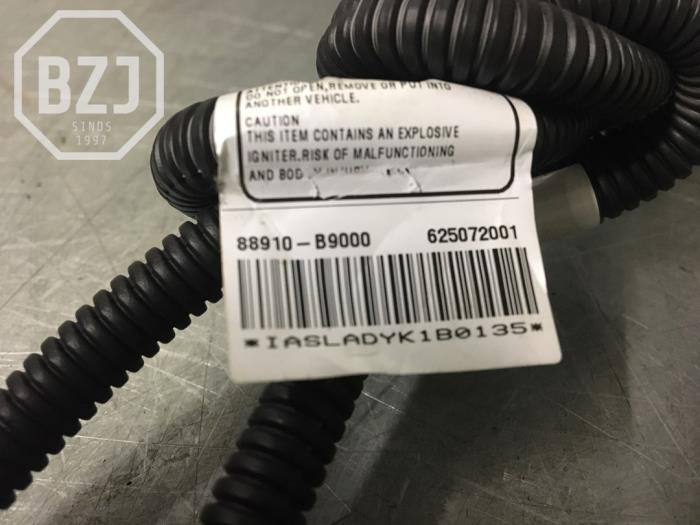 BZJ
SINDS
1997
DO NOT OPEN,REMOVE OR PUT INTO
ANOTHER VEHICLE.
CAUTION
THIS ITEM CONTAINS AN EXPLOSIVE
IGNITER.RISK OF MALFUNCTIONING
AND
88910-B9000 625072001
*IASLADYK1B0135*